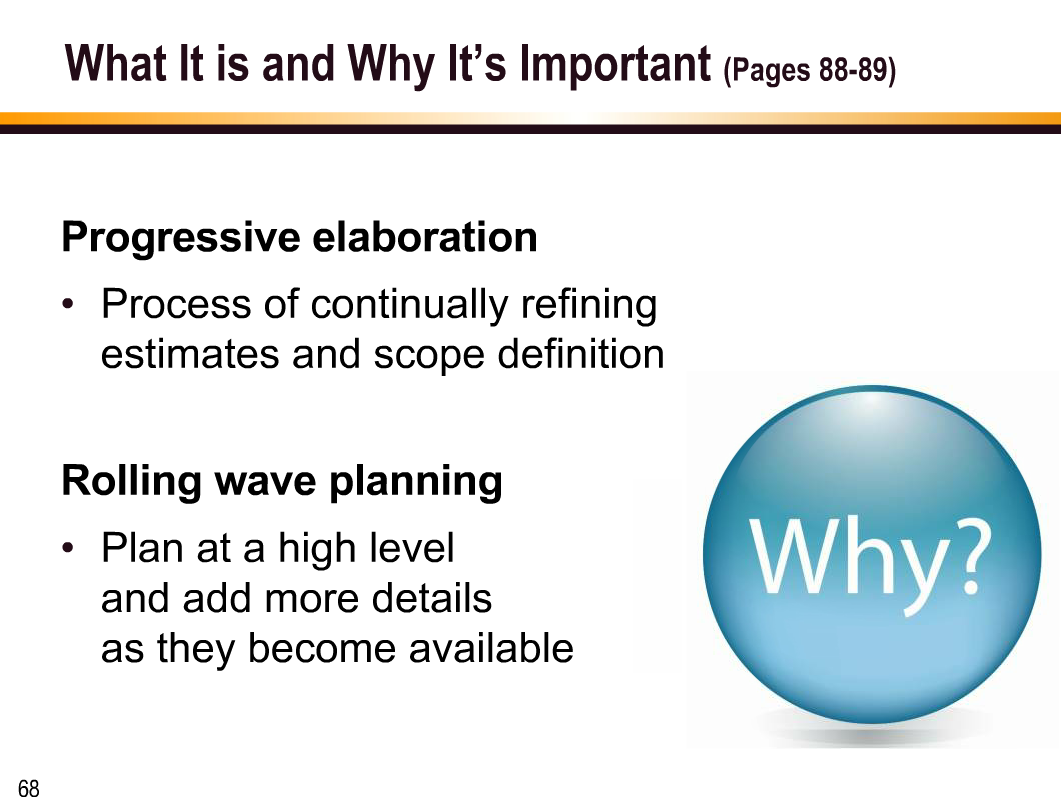 What It is and Why It’s Important (Pages 88-89)
Progressive elaboration
• Process of continually refining
estimates and scope definition
Rolling wave planning
• Plan at a high level
and add more details
as they become available
Why?
68